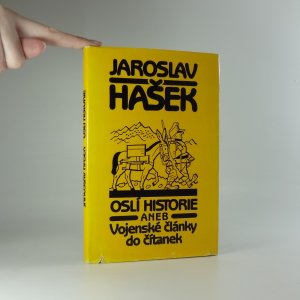 JAROSLAV
HAŠEK
OSLÍ HISTORIE
ANEB
Vojenské články
do čítanek